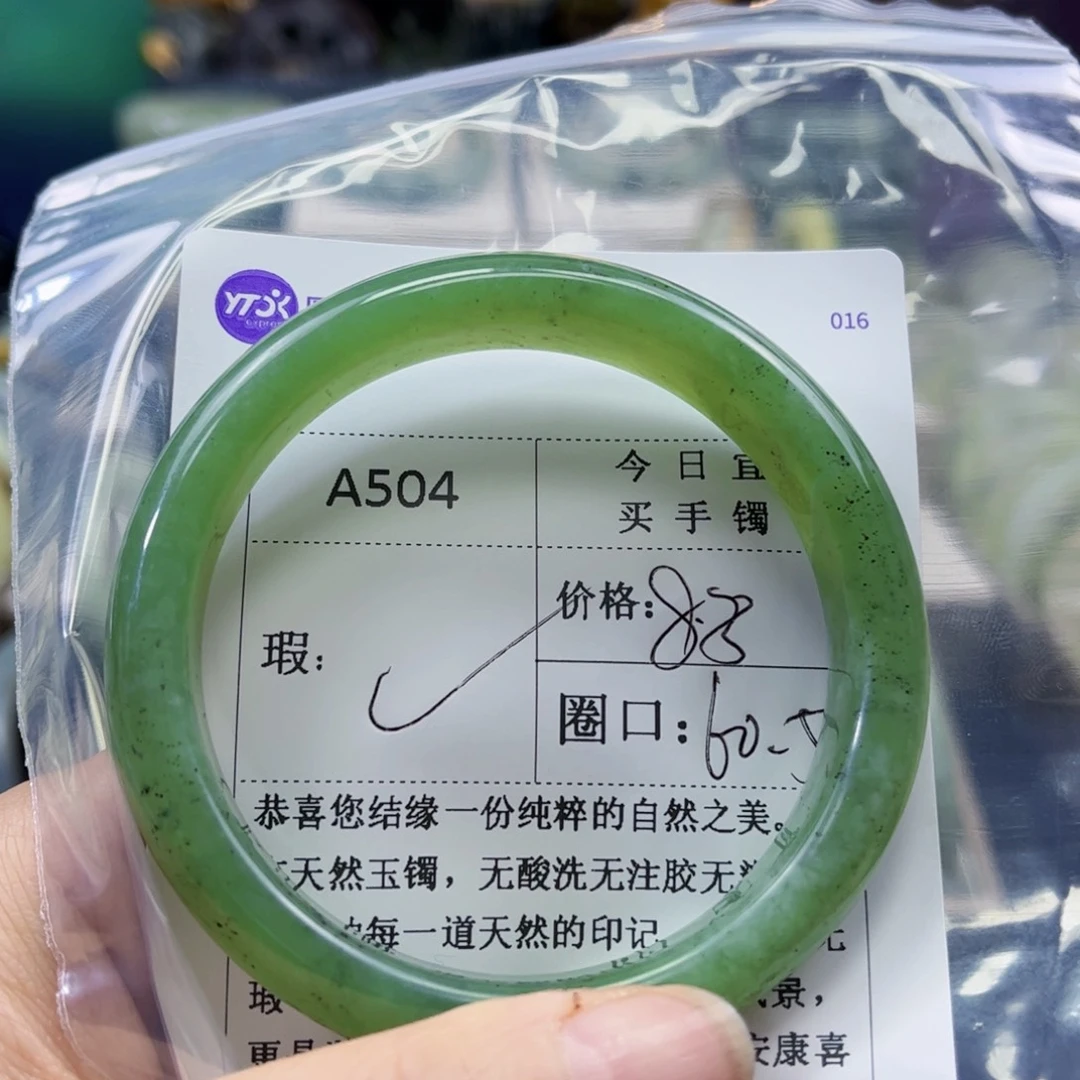 YTO express
016
A504
今日宜
买手镯
价格:
瑕: ✓
圈口: 60.
恭喜您结缘一份纯粹的自然之美。
天然玉镯，无酸洗无注胶无
每一道天然的印记
瑕 景，
安康喜